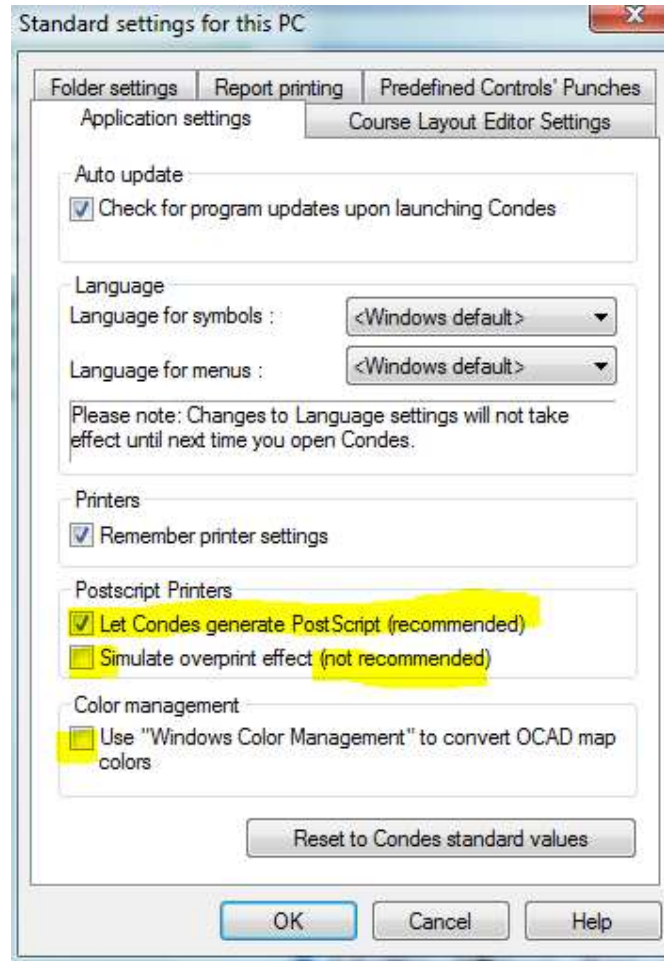 Standard settings for this PC
Folder settings
Report printing
Predefined Controls' Punches
Application settings
Course Layout Editor Settings
Auto update
Check for program updates upon launching Condes
Language
Language for symbols :
<Windows default>
Language for menus :
<Windows default>
Please note: Changes to Language settings will not take
effect until next time you open Condes.
Printers
Remember printer settings
Postscript Printers
Let Condes generate PostScript (recommended)
Simulate overprint effect (not recommended)
Color management
Use "Windows Color Management" to convert OCAD map
colors
Reset to Condes standard values
OK
Cancel
Help